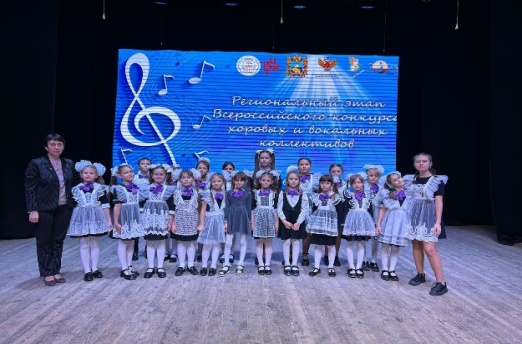 Региональный этап
Всероссийского конкурса
хоровых и вокальных
коллективов